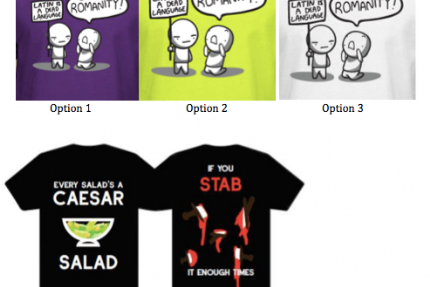 LATIN IS
A DEAD
LANGUAGE
ROMANITY!
LATIN IS
A DEAD
LANGUAGE
ROMANITY!
LATIN IS
A DEAD
LANGUAGE
ROMANITY!
Option 1
Option 2
Option 3
EVERY SALAD'S A
CAESAR
SALAD
IF YOU
STAB
IT ENOUGH TIMES